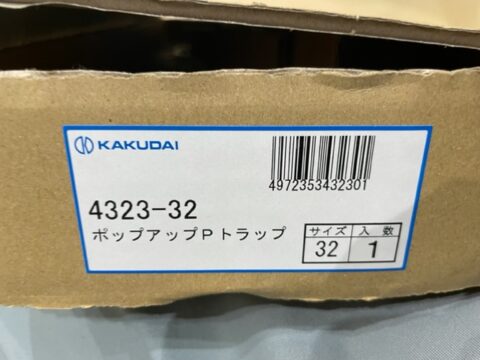 KAKUDAI
4972353432301
4323-32
ポップアップPトラップ
サイズ 入数
32 1